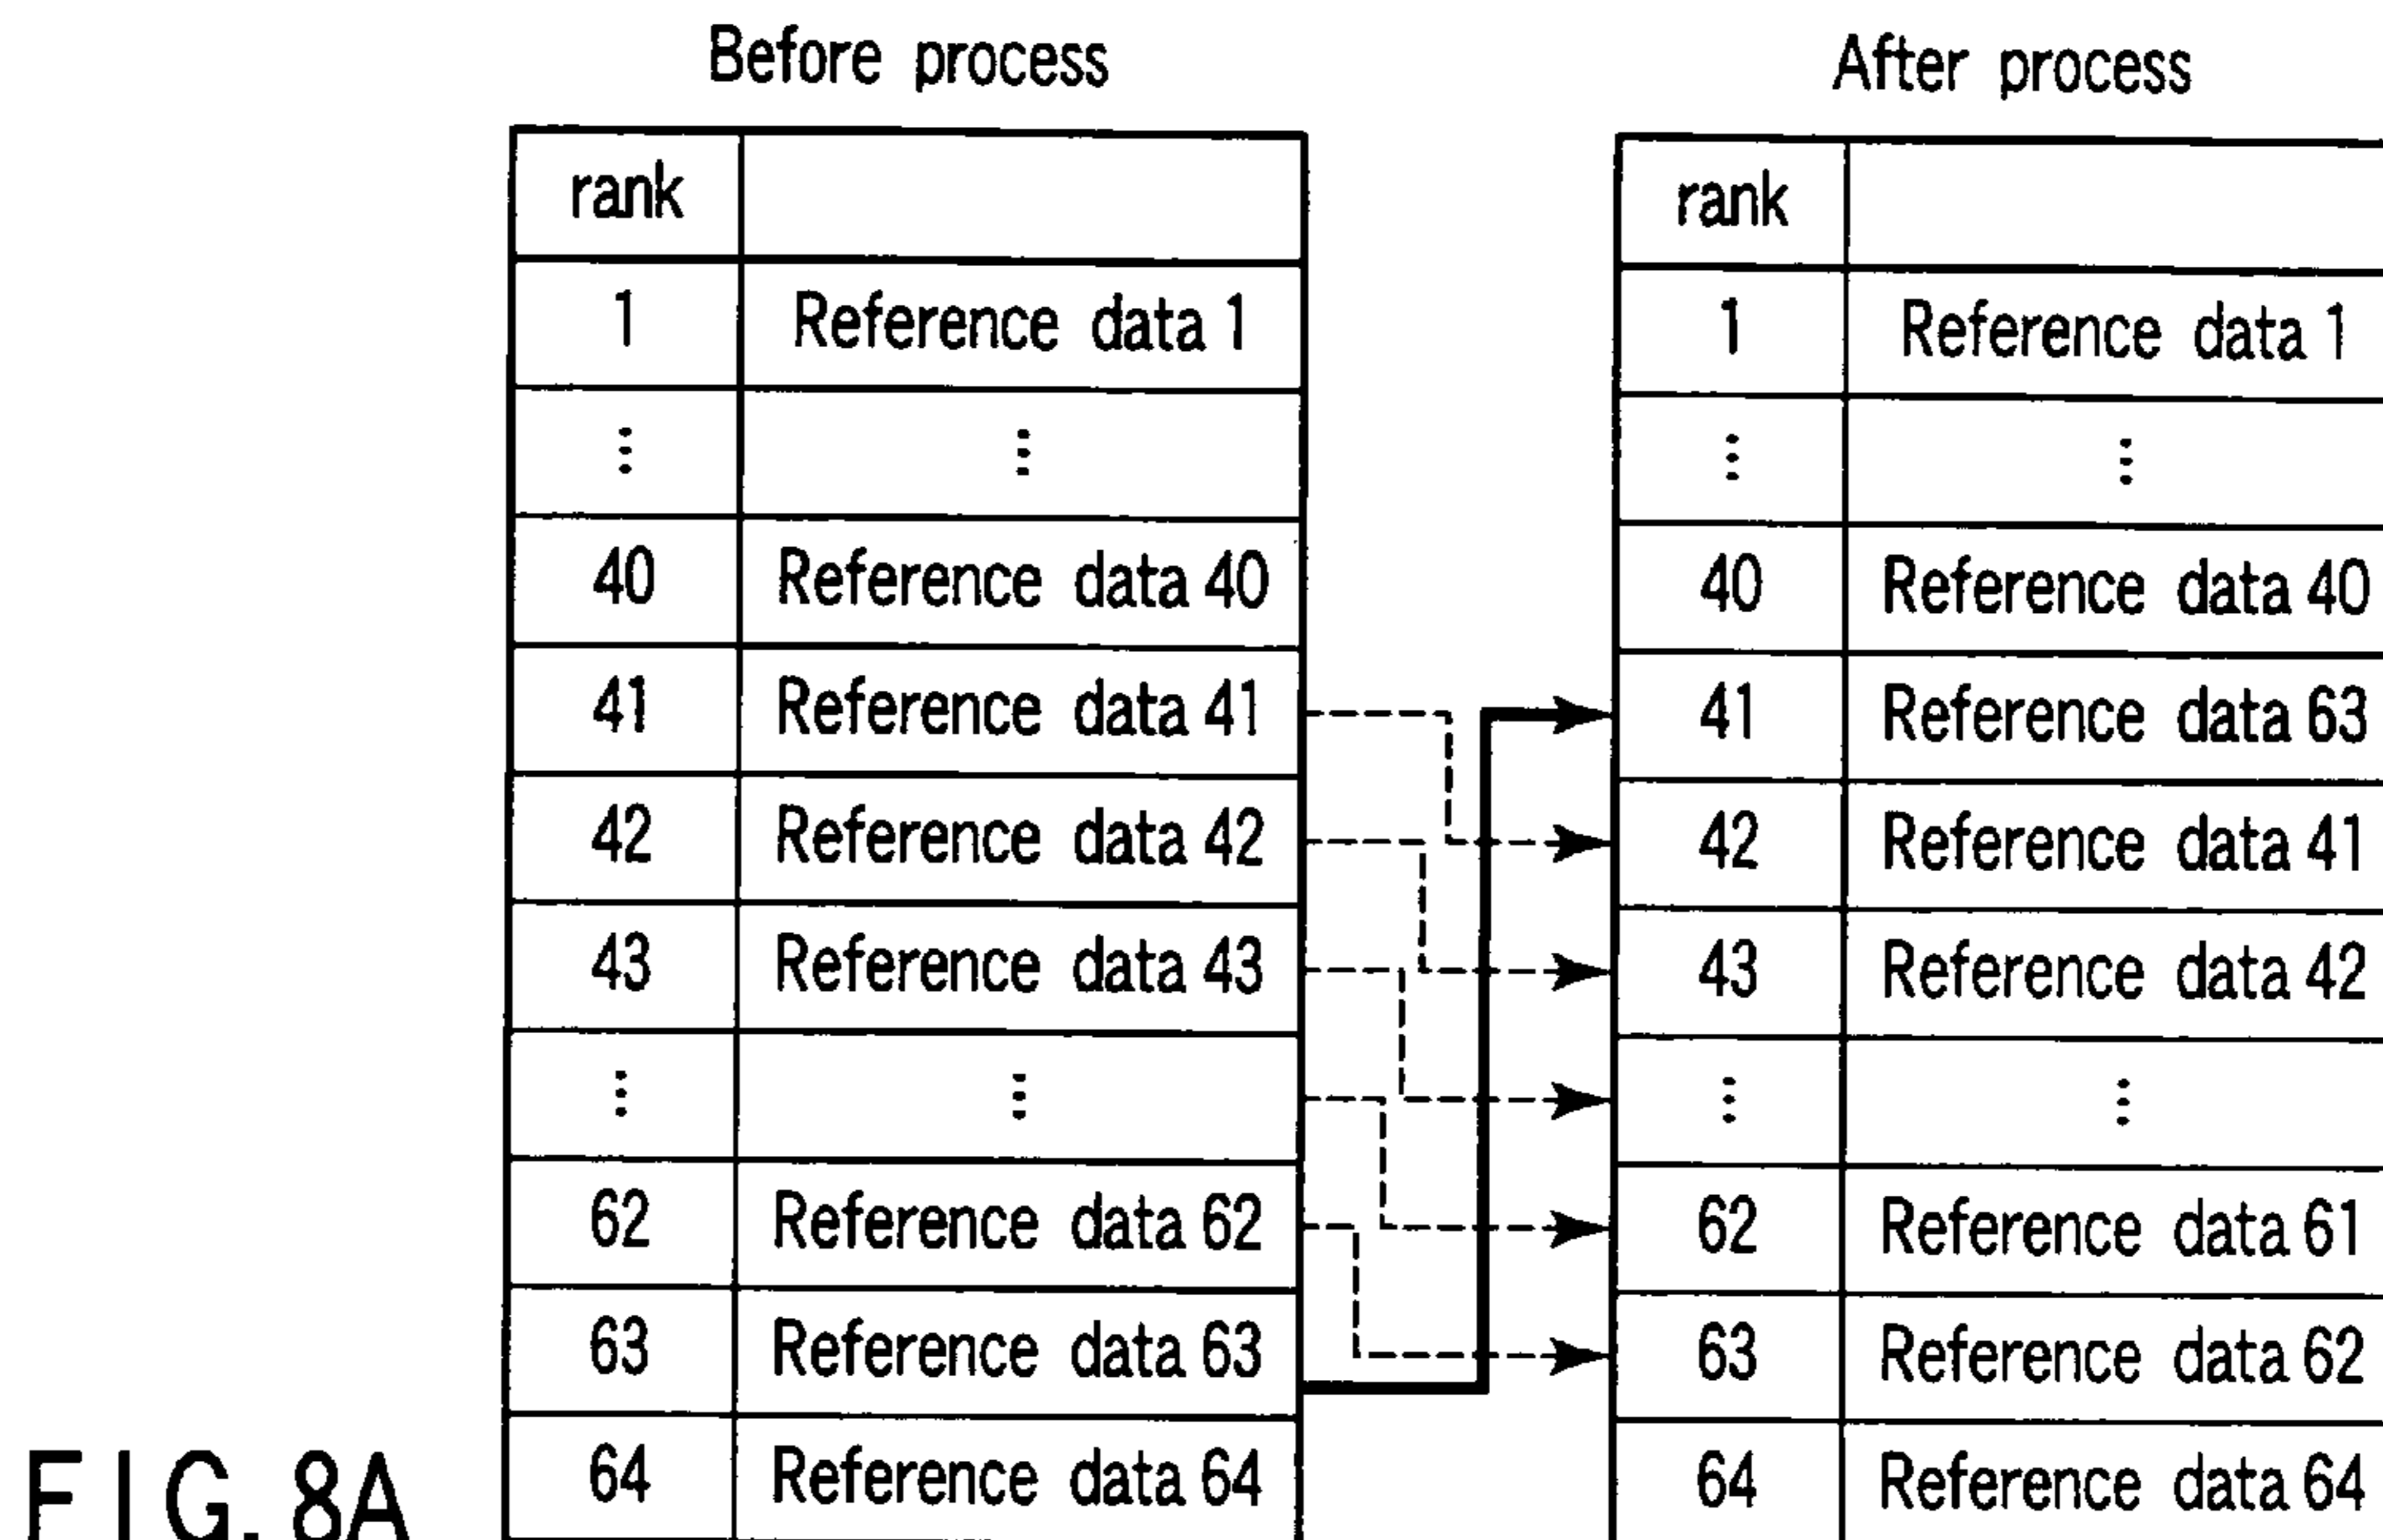 Before process
rank
1 Reference data 1
⋮ ⋮
40 Reference data 40
41 Reference data 41
42 Reference data 42
43 Reference data 43
⋮ ⋮
62 Reference data 62
63 Reference data 63
64 Reference data 64
After process
rank
1 Reference data 1
⋮ ⋮
40 Reference data 40
41 Reference data 63
42 Reference data 41
43 Reference data 42
⋮ ⋮
62 Reference data 61
63 Reference data 62
64 Reference data 64
FIG. 8A